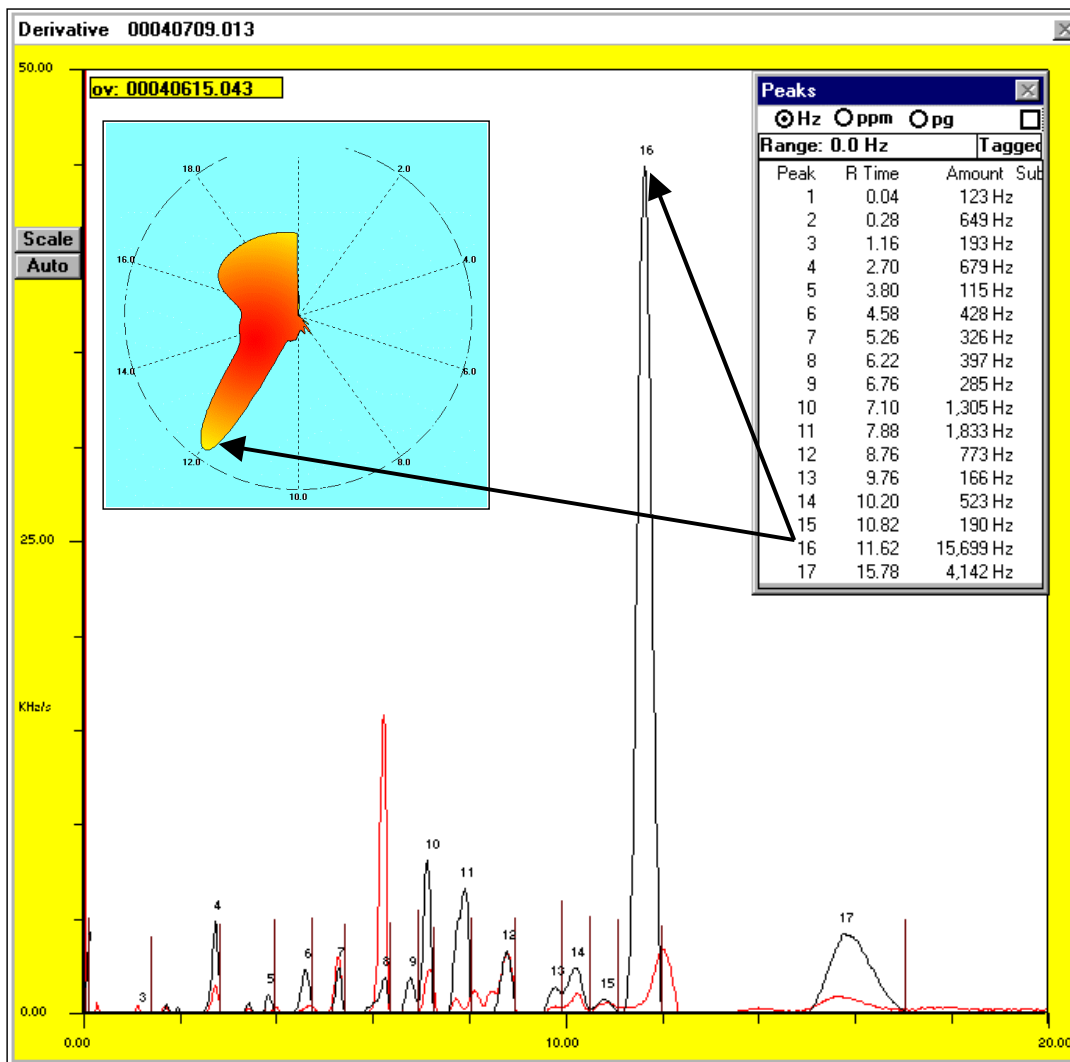 Derivative 00040709.013
50.00
ov: 00040615.043
Peaks
Hz ppm pg
Range: 0.0 Hz Tagged
Peak R Time Amount Sub
1 0.04 123 Hz
2 0.28 649 Hz
3 1.16 193 Hz
4 2.70 679 Hz
5 3.80 115 Hz
6 4.58 428 Hz
7 5.26 326 Hz
8 6.22 397 Hz
9 6.76 285 Hz
10 7.10 1,305 Hz
11 7.88 1,833 Hz
12 8.76 773 Hz
13 9.76 166 Hz
14 10.20 523 Hz
15 10.82 190 Hz
16 11.62 15,699 Hz
17 15.78 4,142 Hz
18.0 2.0
16.0 4.0
14.0 6.0
12.0 8.0
10.0
Scale
Auto
16
25.00
KHz/s
10
11
4
17
12
6 7 8 9 13 14
5 15
3
0.00
0.00 10.00 20.00